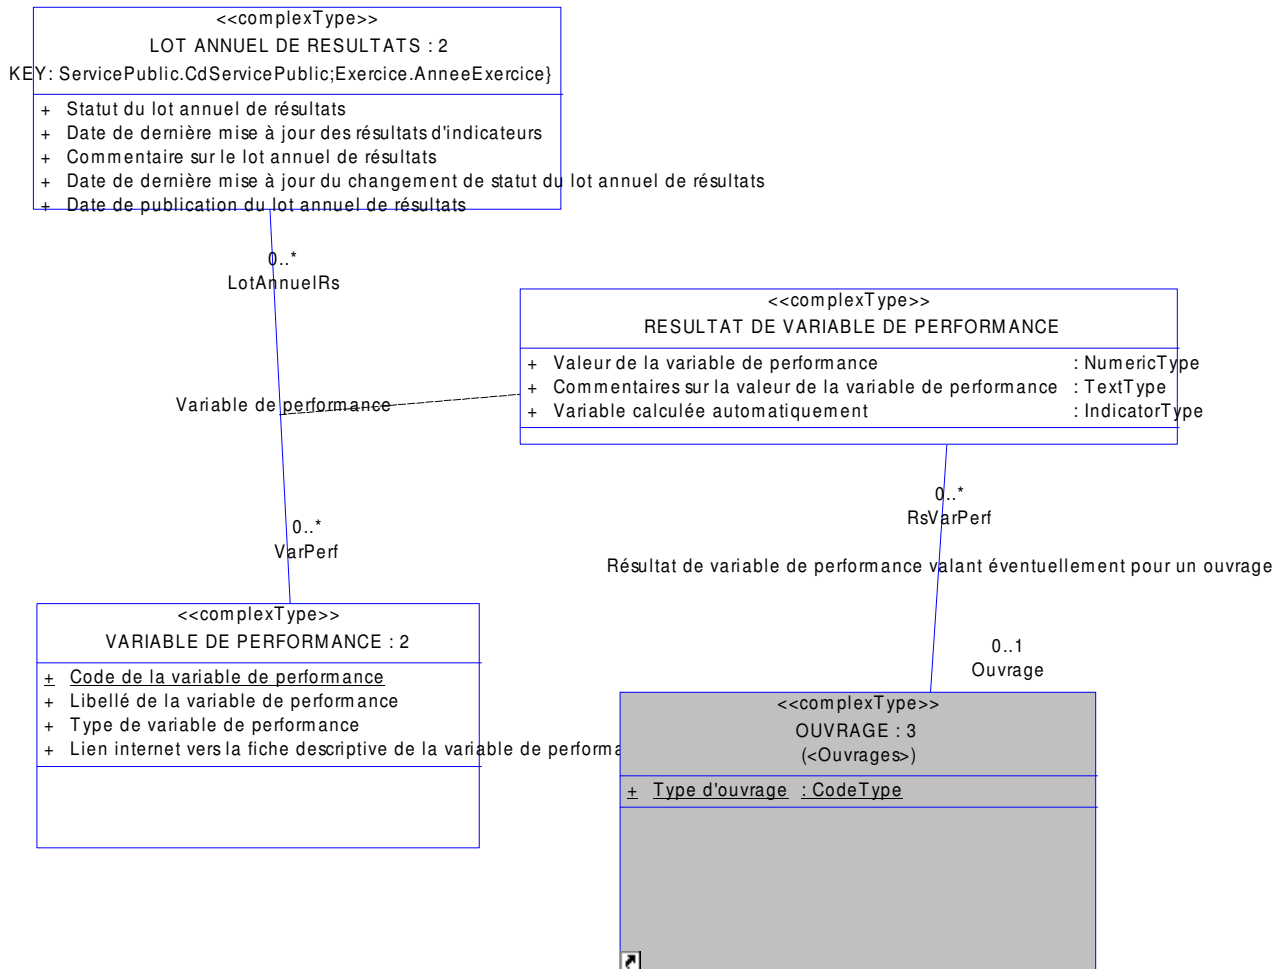 <<complexType>>
LOT ANNUEL DE RESULTATS : 2
KEY: ServicePublic.CdServicePublic;Exercice.AnneeExercice}
+ Statut du lot annuel de résultats
+ Date de dernière mise à jour des résultats d'indicateurs
+ Commentaire sur le lot annuel de résultats
+ Date de dernière mise à jour du changement de statut du lot annuel de résultats
+ Date de publication du lot annuel de résultats
0..*
LotAnnuelRs
<<complexType>>
RESULTAT DE VARIABLE DE PERFORMANCE
+ Valeur de la variable de performance : NumericType
+ Commentaires sur la valeur de la variable de performance : TextType
+ Variable calculée automatiquement : IndicatorType
Variable de performance
0..*
RsVarPerf
0..*
VarPerf
Résultat de variable de performance valant éventuellement pour un ouvrage
<<complexType>>
VARIABLE DE PERFORMANCE : 2
+ Code de la variable de performance
+ Libellé de la variable de performance
+ Type de variable de performance
+ Lien internet vers la fiche descriptive de la variable de performa
0..1
Ouvrage
<<complexType>>
OUVRAGE : 3
(<Ouvrages>)
+ Type d'ouvrage : CodeType